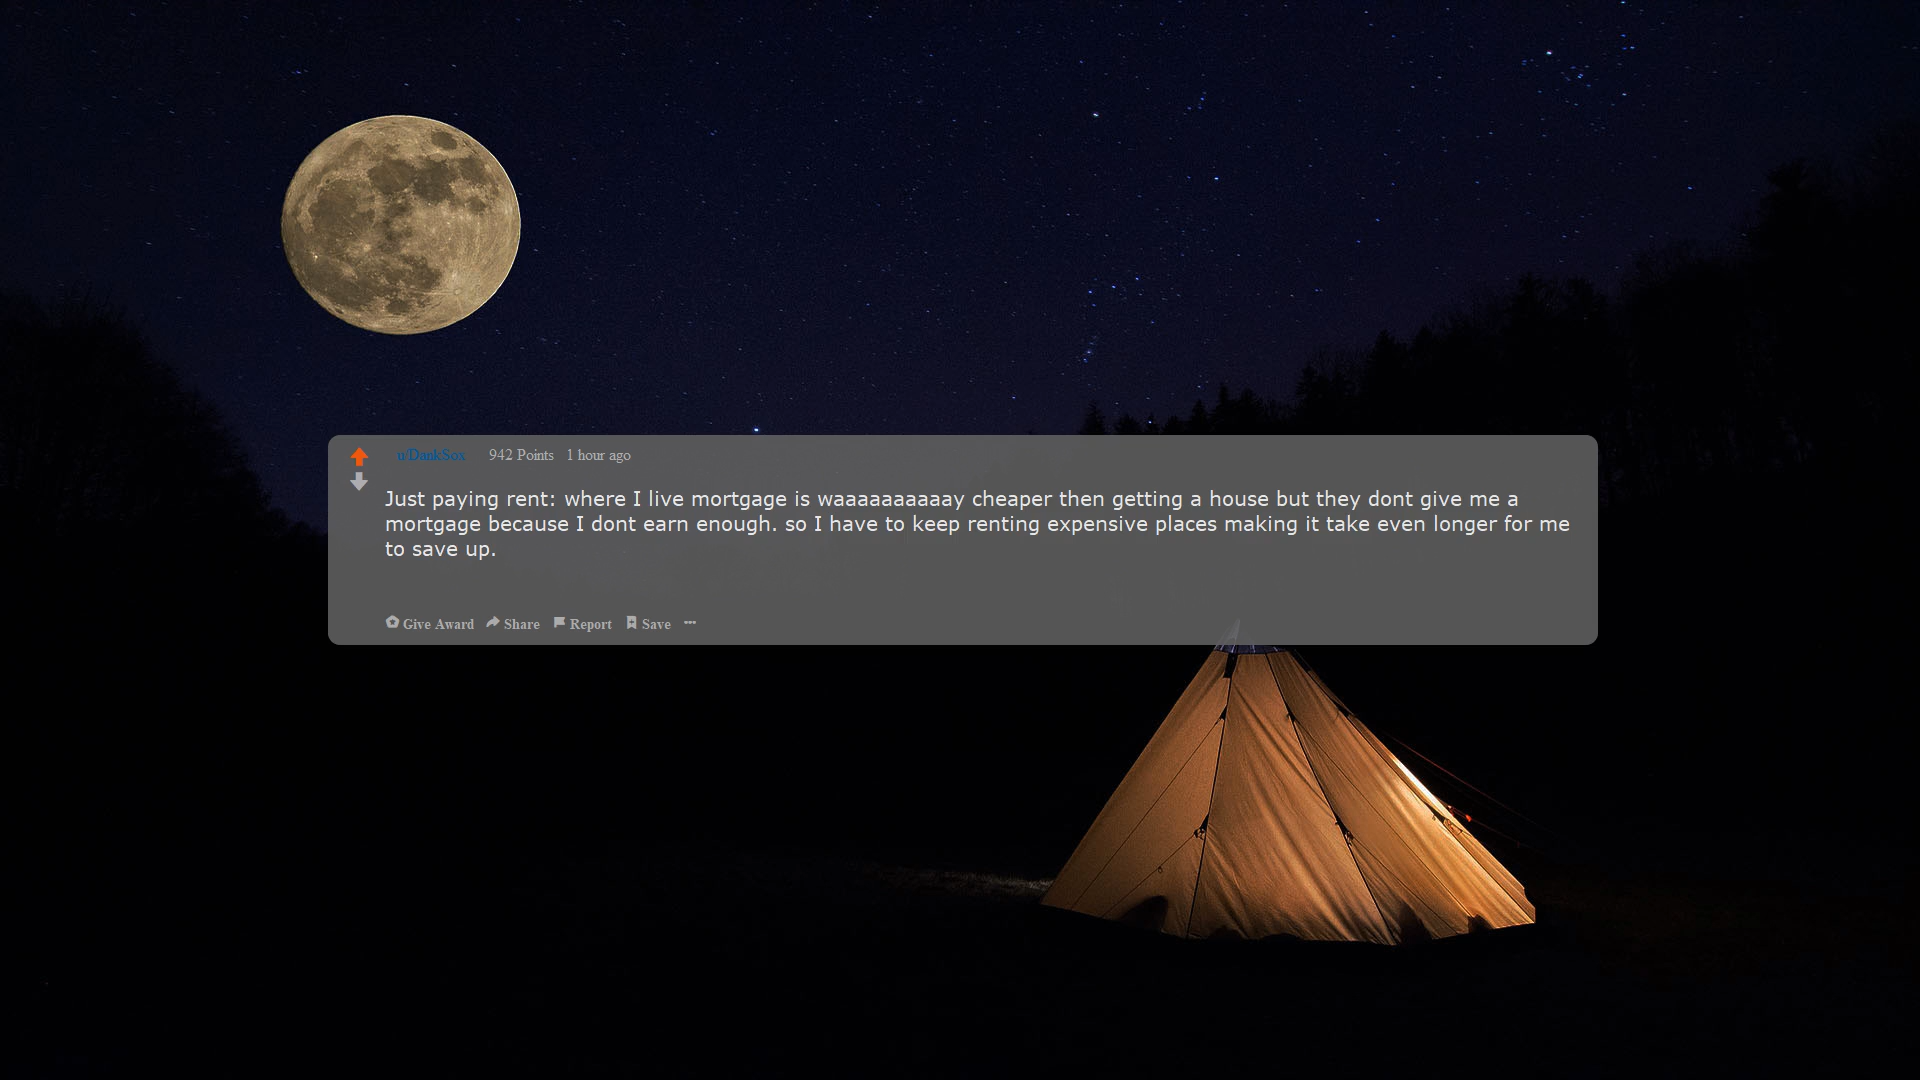 u/DankSox 942 Points 1 hour ago
Just paying rent: where I live mortgage is waaaaaaaaaay cheaper then getting a house but they dont give me a
mortgage because I dont earn enough. so I have to keep renting expensive places making it take even longer for me
to save up.
Give Award Share Report Save ···